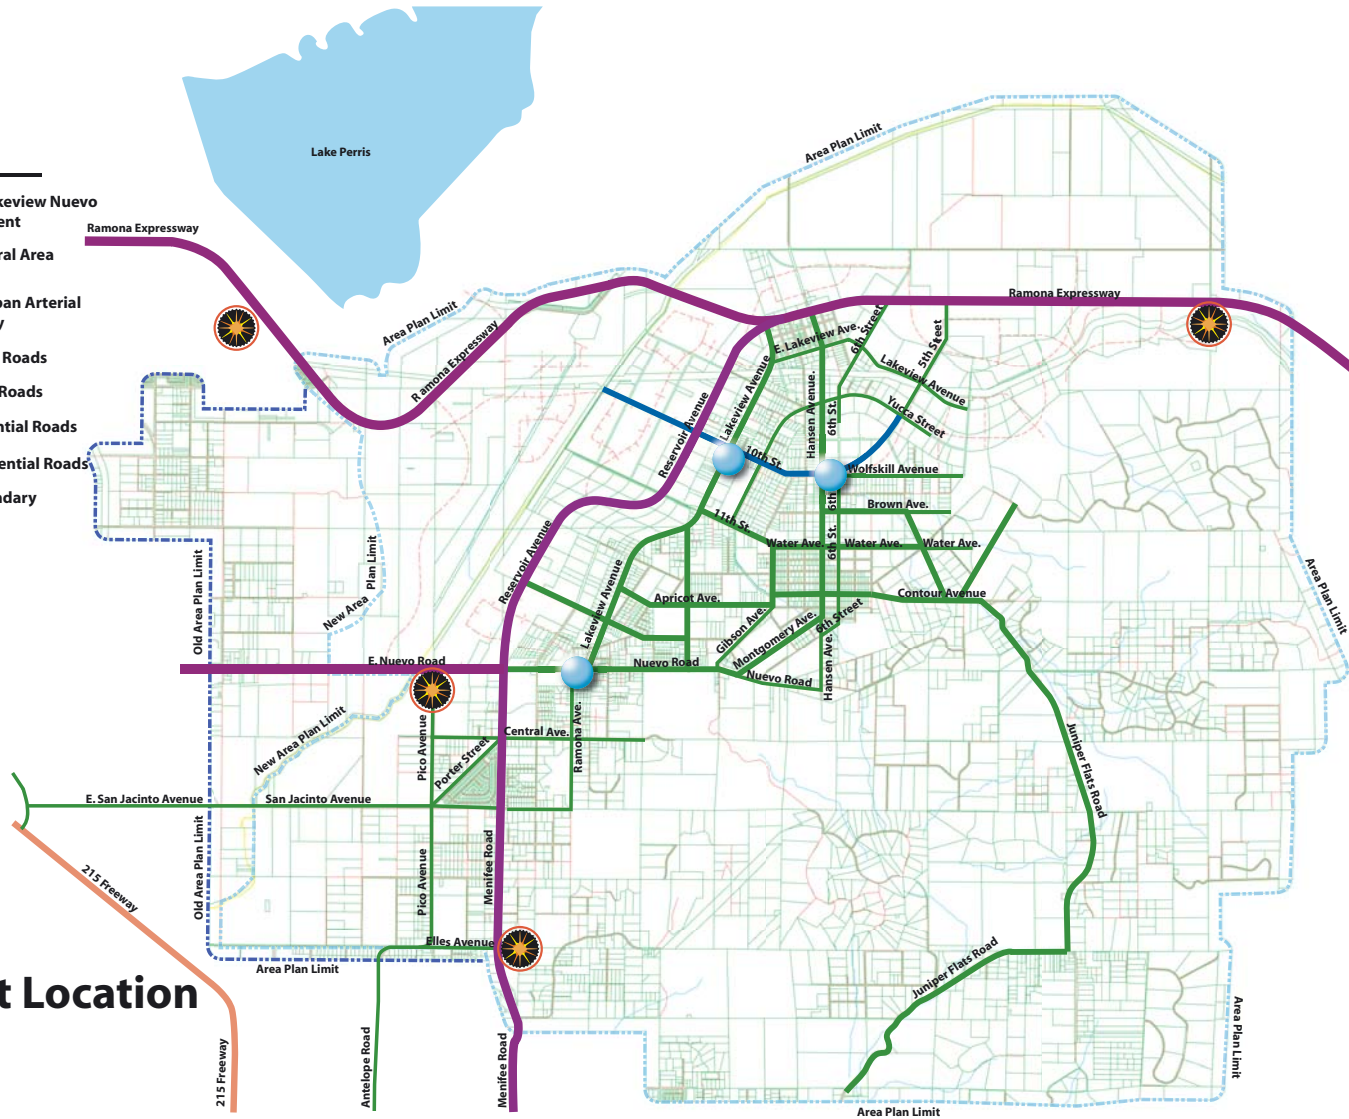 Lake Perris
keview Nuevo
ent
Ramona Expressway
ral Area
ban Arterial
y
Roads
Roads
ntial Roads
ential Roads
ndary
Area Plan Limit
Area Plan Limit
Ramona Expressway
Ramona Expressway
E. Lakeview Ave.
6th Street
5th Street
Lakeview Avenue
Lakeview Avenue
Hansen Avenue.
6th St.
Yucca Street
Reservoir Avenue
10th St.
Wolfskill Avenue
6th
Brown Ave.
11th St.
6th St.
Water Ave.
Water Ave.
Water Ave.
Reservoir Avenue
Old Area Plan Limit
Plan Limit
New Area
Lakeview Avenue
Apricot Ave.
Contour Avenue
Gibson Ave.
Montgomery Ave.
6th Street
Area Plan Limit
E. Nuevo Road
Nuevo Road
Nuevo Road
Hansen Ave.
New Area Plan Limit
Pico Avenue
Porter Street
Central Ave.
Ramona Ave.
Juniper Flats Road
E. San Jacinto Avenue
San Jacinto Avenue
Old Area Plan Limit
215 Freeway
Pico Avenue
Menifee Road
Elles Avenue
Area Plan Limit
Juniper Flats Road
t Location
215 Freeway
Antelope Road
Menifee Road
Area Plan Limit
Area Plan Limit